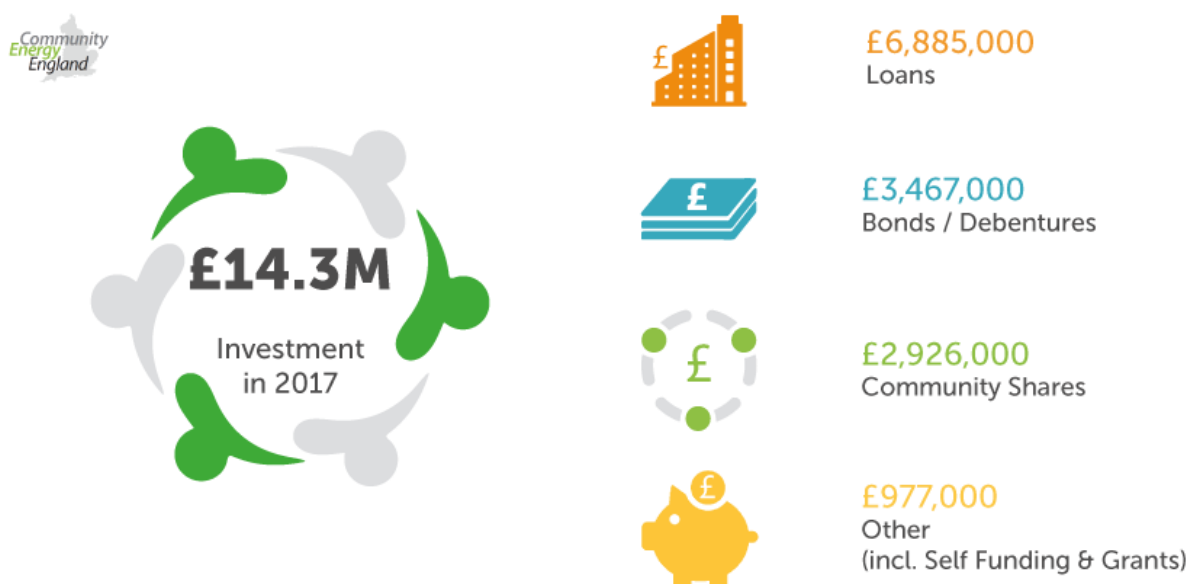 Community
Energy
England
£14.3M
Investment
in 2017
£
£6,885,000
Loans
£
£3,467,000
Bonds / Debentures
£
£2,926,000
Community Shares
£
£977,000
Other
(incl. Self Funding & Grants)